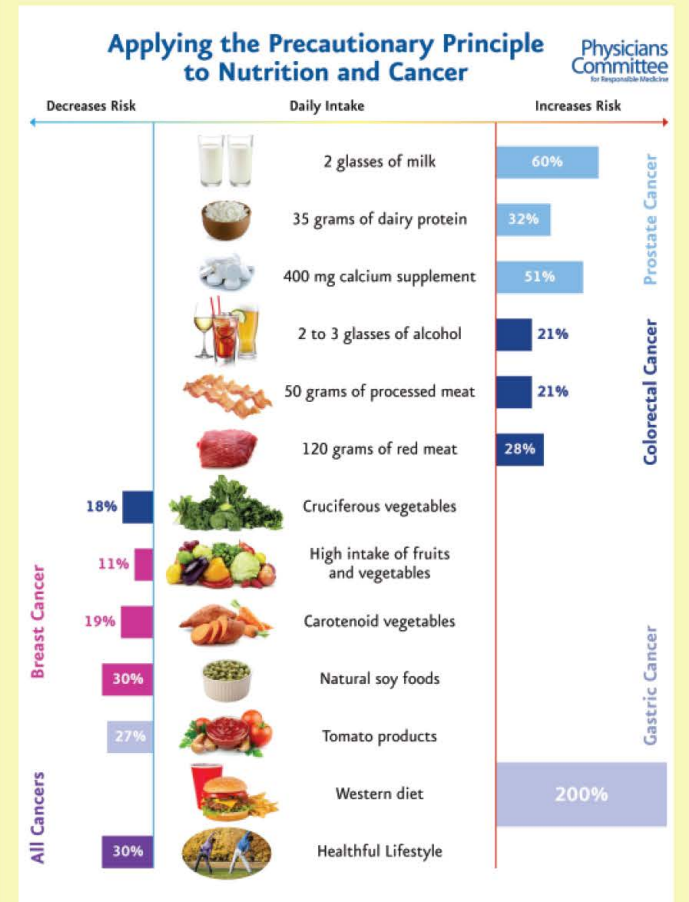 Applying the Precautionary Principle
to Nutrition and Cancer
Physicians
Committee
for Responsible Medicine
Decreases Risk
Daily Intake
Increases Risk
2 glasses of milk
60%
35 grams of dairy protein
32%
400 mg calcium supplement
51%
Prostate Cancer
2 to 3 glasses of alcohol
21%
50 grams of processed meat
21%
120 grams of red meat
28%
Colorectal Cancer
18%
Cruciferous vegetables
11%
High intake of fruits
and vegetables
19%
Carotenoid vegetables
30%
Natural soy foods
Breast Cancer
27%
Tomato products
Gastric Cancer
Western diet
200%
30%
Healthful Lifestyle
All Cancers